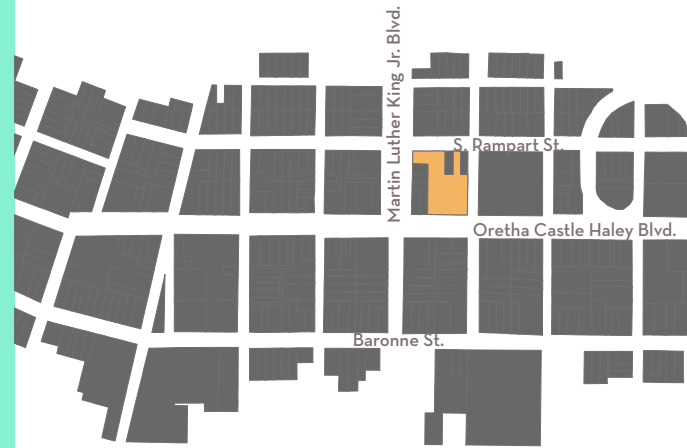 Martin Luther King Jr. Blvd.
S. Rampart St.
Oretha Castle Haley Blvd.
Baronne St.